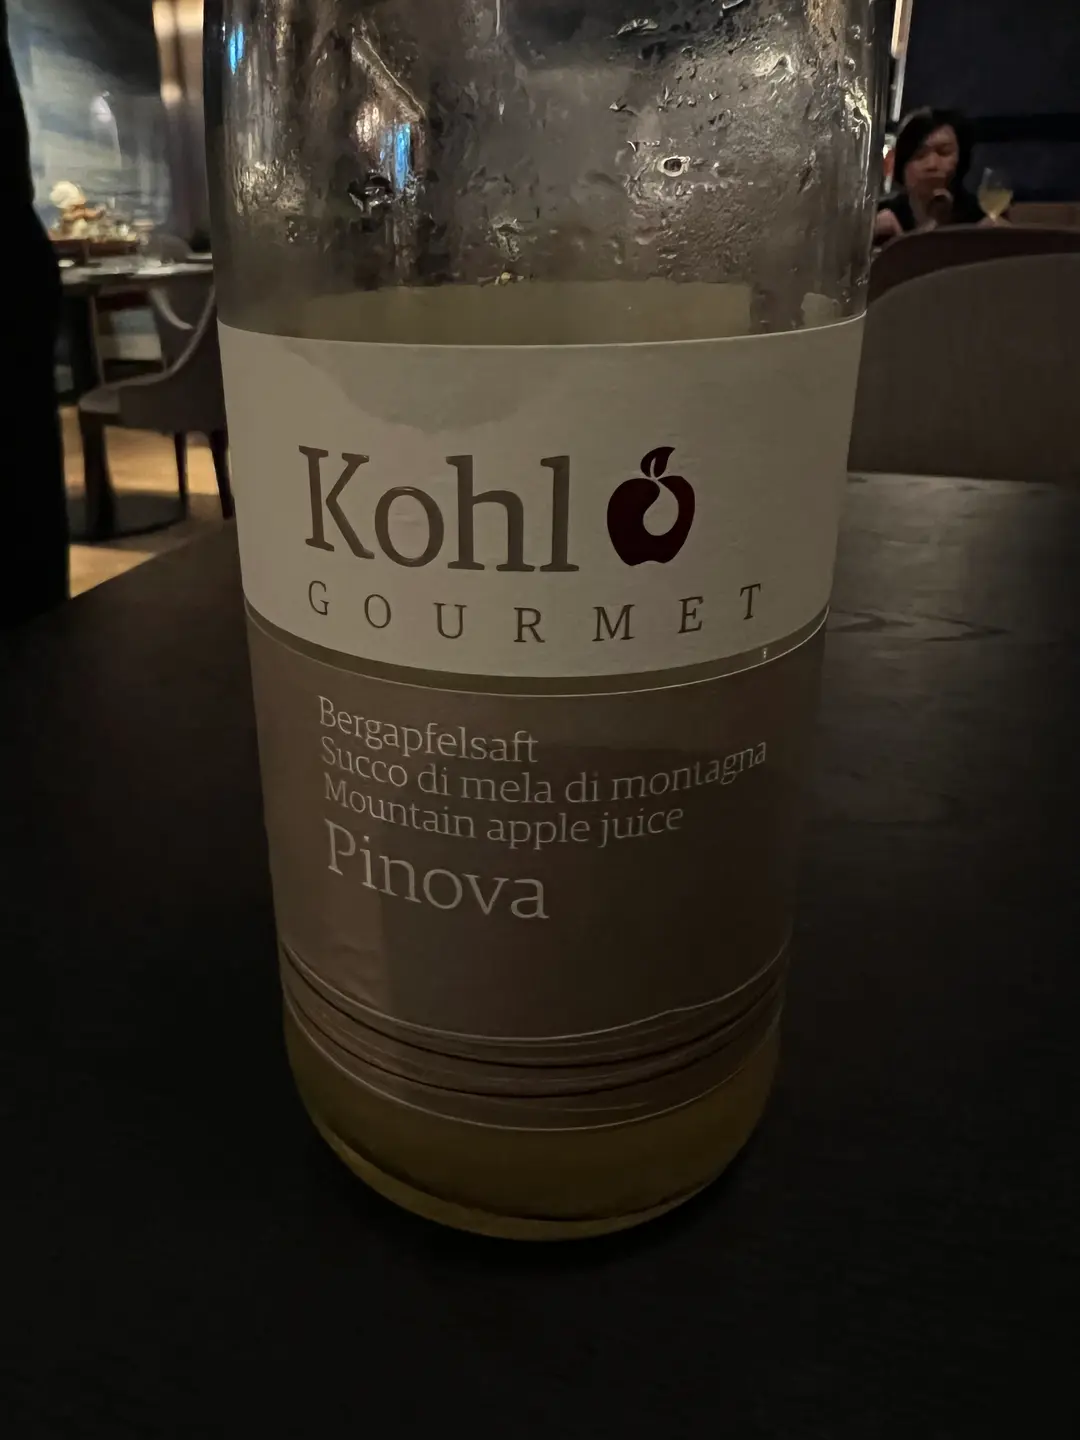 Kohl
GOURMET
Bergapfelsaft
Succo di mela di montagna
Mountain apple juice
Pinova